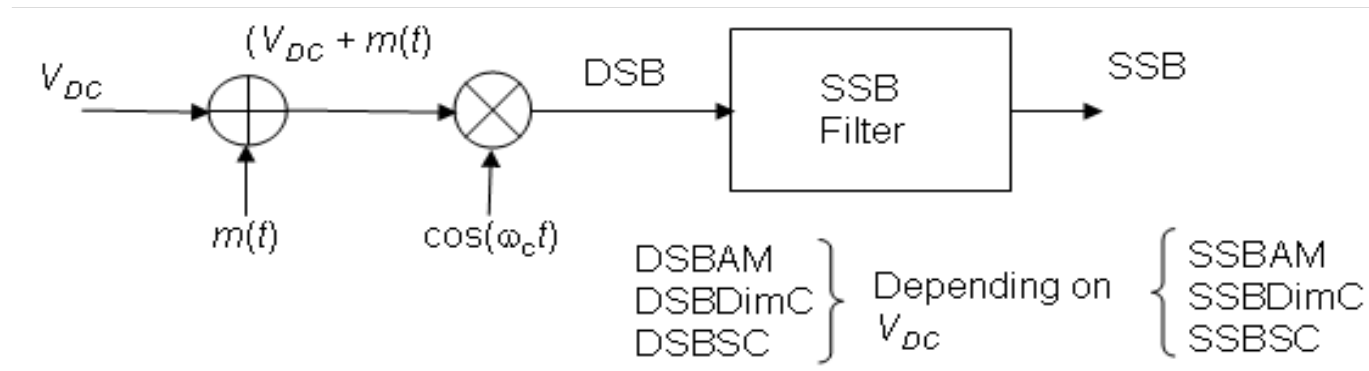 V_DC
(V_DC + m(t)
DSB
SSB Filter
SSB
m(t)
cos(ω_c t)
DSBAM
DSBDimC
DSBSC
Depending on
V_DC
SSBAM
SSBDimC
SSBSC